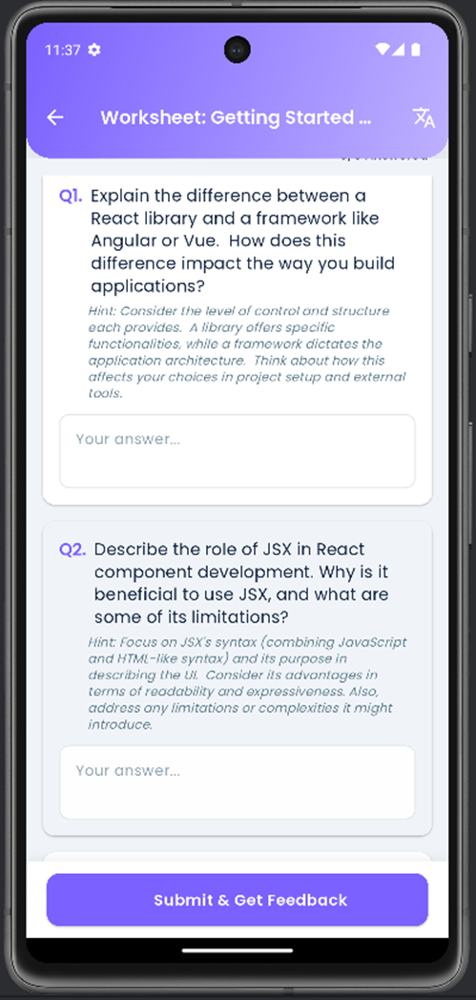 11:37
Worksheet: Getting Started ...
Q1. Explain the difference between a
React library and a framework like
Angular or Vue.  How does this
difference impact the way you build
applications?
Hint: Consider the level of control and structure
each provides.  A library offers specific
functionalities, while a framework dictates the
application architecture.  Think about how this
affects your choices in project setup and external
tools.
Your answer...
Q2. Describe the role of JSX in React
component development. Why is it
beneficial to use JSX, and what are
some of its limitations?
Hint: Focus on JSX's syntax (combining JavaScript
and HTML-like syntax) and its purpose in
describing the UI.  Consider its advantages in
terms of readability and expressiveness. Also,
address any limitations or complexities it might
introduce.
Your answer...
Submit & Get Feedback